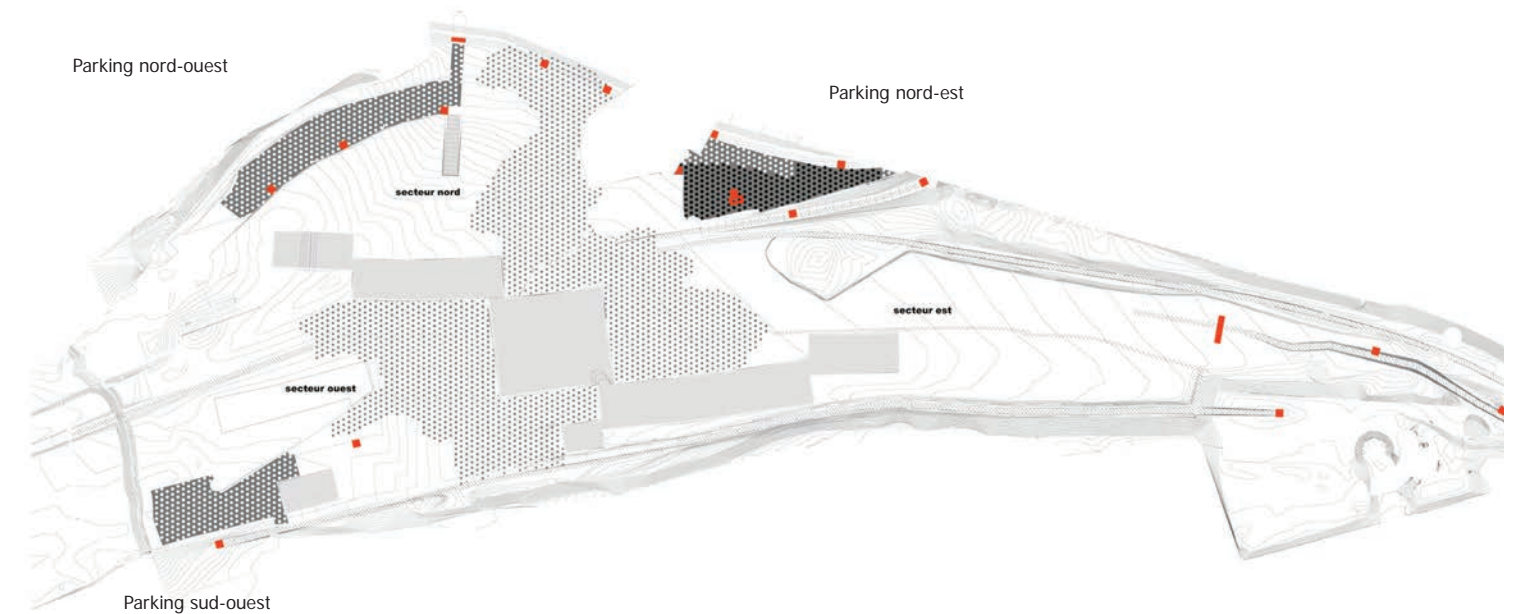 Parking nord-ouest
Parking nord-est
secteur nord
secteur est
secteur ouest
Parking sud-ouest